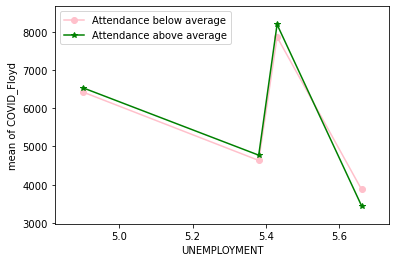 Attendance below average
Attendance above average
mean of COVID_Floyd
8000
7000
6000
5000
4000
3000
5.0
5.2
5.4
5.6
UNEMPLOYMENT